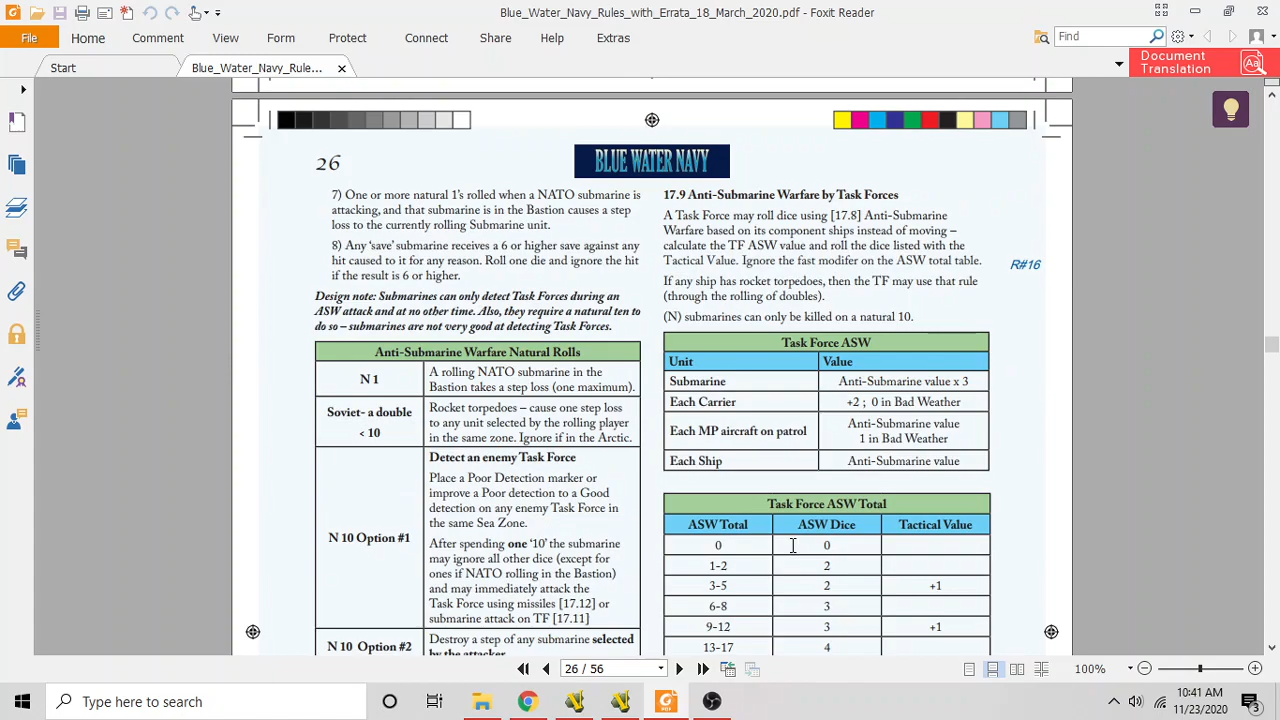 Blue_Water_Navy_Rules_with_Errata_18_March_2020.pdf - Foxit Reader
File Home Comment View Form Protect Connect Share Help Extras Find
Start Blue_Water_Navy_Rule... Document Translation
26
BLUE WATER NAVY
7) One or more natural 1's rolled when a NATO submarine is
attacking, and that submarine is in the Bastion causes a step
loss to the currently rolling Submarine unit.
8) Any 'save' submarine receives a 6 or higher save against any
hit caused to it for any reason. Roll one die and ignore the hit
if the result is 6 or higher.
Design note: Submarines can only detect Task Forces during an
ASW attack and at no other time. Also, they require a natural ten to
do so – submarines are not very good at detecting Task Forces.
Anti-Submarine Warfare Natural Rolls
N 1
A rolling NATO submarine in the
Bastion takes a step loss (one maximum).
Soviet- a double
< 10
Rocket torpedoes – cause one step loss
to any unit selected by the rolling player
in the same zone. Ignore if in the Arctic.
N 10 Option #1
Detect an enemy Task Force
Place a Poor Detection marker or
improve a Poor detection to a Good
detection on any enemy Task Force in
the same Sea Zone.
After spending one '10' the submarine
may ignore all other dice (except for
ones if NATO rolling in the Bastion)
and may immediately attack the
Task Force using missiles [17.12] or
submarine attack on TF [17.11]
N 10 Option #2
Destroy a step of any submarine selected
by the attacker
17.9 Anti-Submarine Warfare by Task Forces
A Task Force may roll dice using [17.8] Anti-Submarine
Warfare based on its component ships instead of moving –
calculate the TF ASW value and roll the dice listed with the
Tactical Value. Ignore the fast modifer on the ASW total table.
R#16
If any ship has rocket torpedoes, then the TF may use that rule
(through the rolling of doubles).
(N) submarines can only be killed on a natural 10.
Task Force ASW
Unit Value
Submarine Anti-Submarine value x 3
Each Carrier +2 ; 0 in Bad Weather
Each MP aircraft on patrol
Anti-Submarine value
1 in Bad Weather
Each Ship Anti-Submarine value
Task Force ASW Total
ASW Total ASW Dice Tactical Value
0 0
1-2 2
3-5 2 +1
6-8 3
9-12 3 +1
13-17 4
26 / 56 100%
Type here to search
10:41 AM
11/23/2020
3